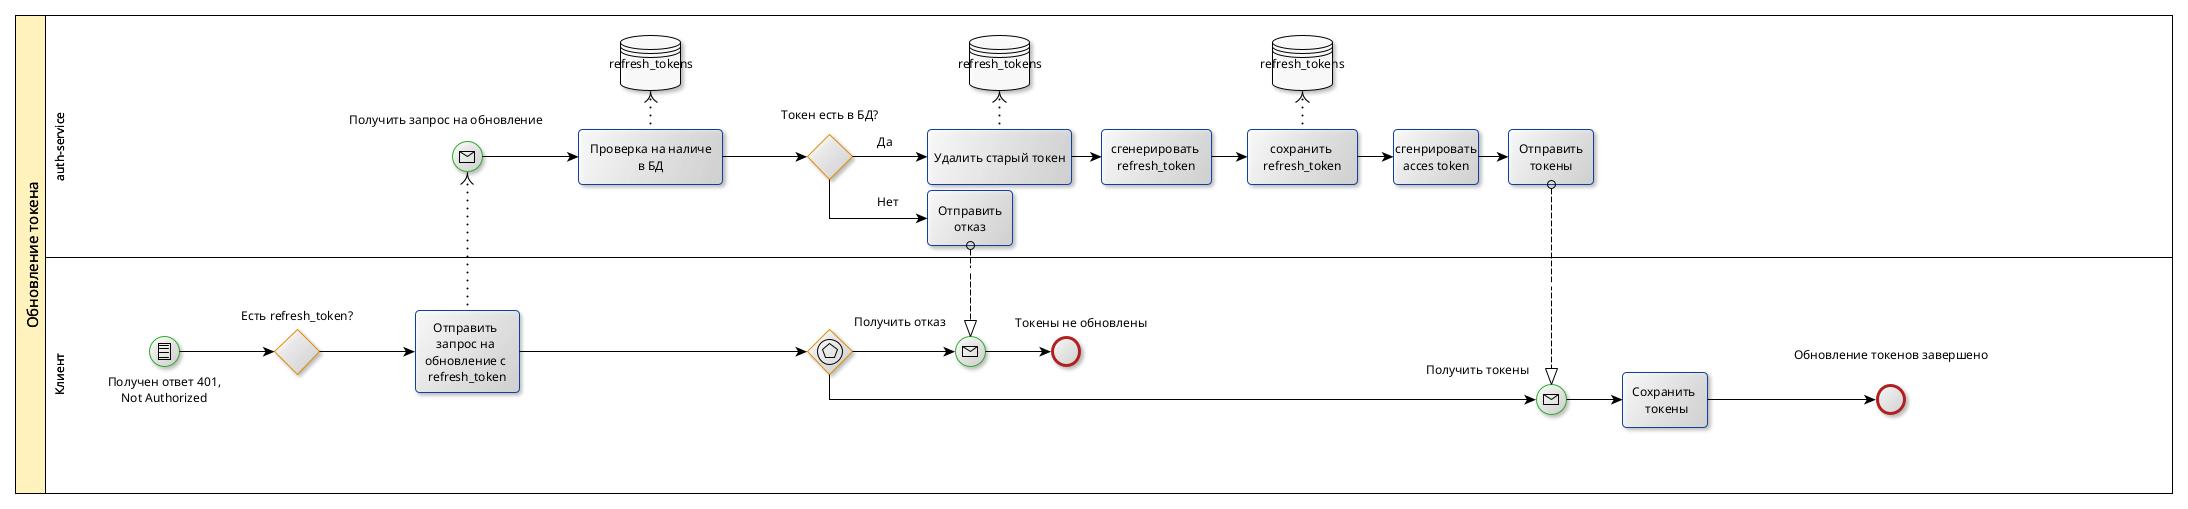 Обновление токена
auth-service
refresh_tokens
refresh_tokens
refresh_tokens
Получить запрос на обновление
Проверка на наличе
в БД
Токен есть в БД?
Да
Нет
Удалить старый токен
сгенерировать
refresh_token
сохранить
refresh_token
сгнрировать
acces token
Отправить
токены
Отправить
отказ
Клиент
Получен ответ 401,
Not Authorized
Есть refresh_token?
Отправить
запрос на
обновление с
refresh_token
Получить отказ
Токены не обновлены
Получить токены
Сохранить
токены
Обновление токенов завершено